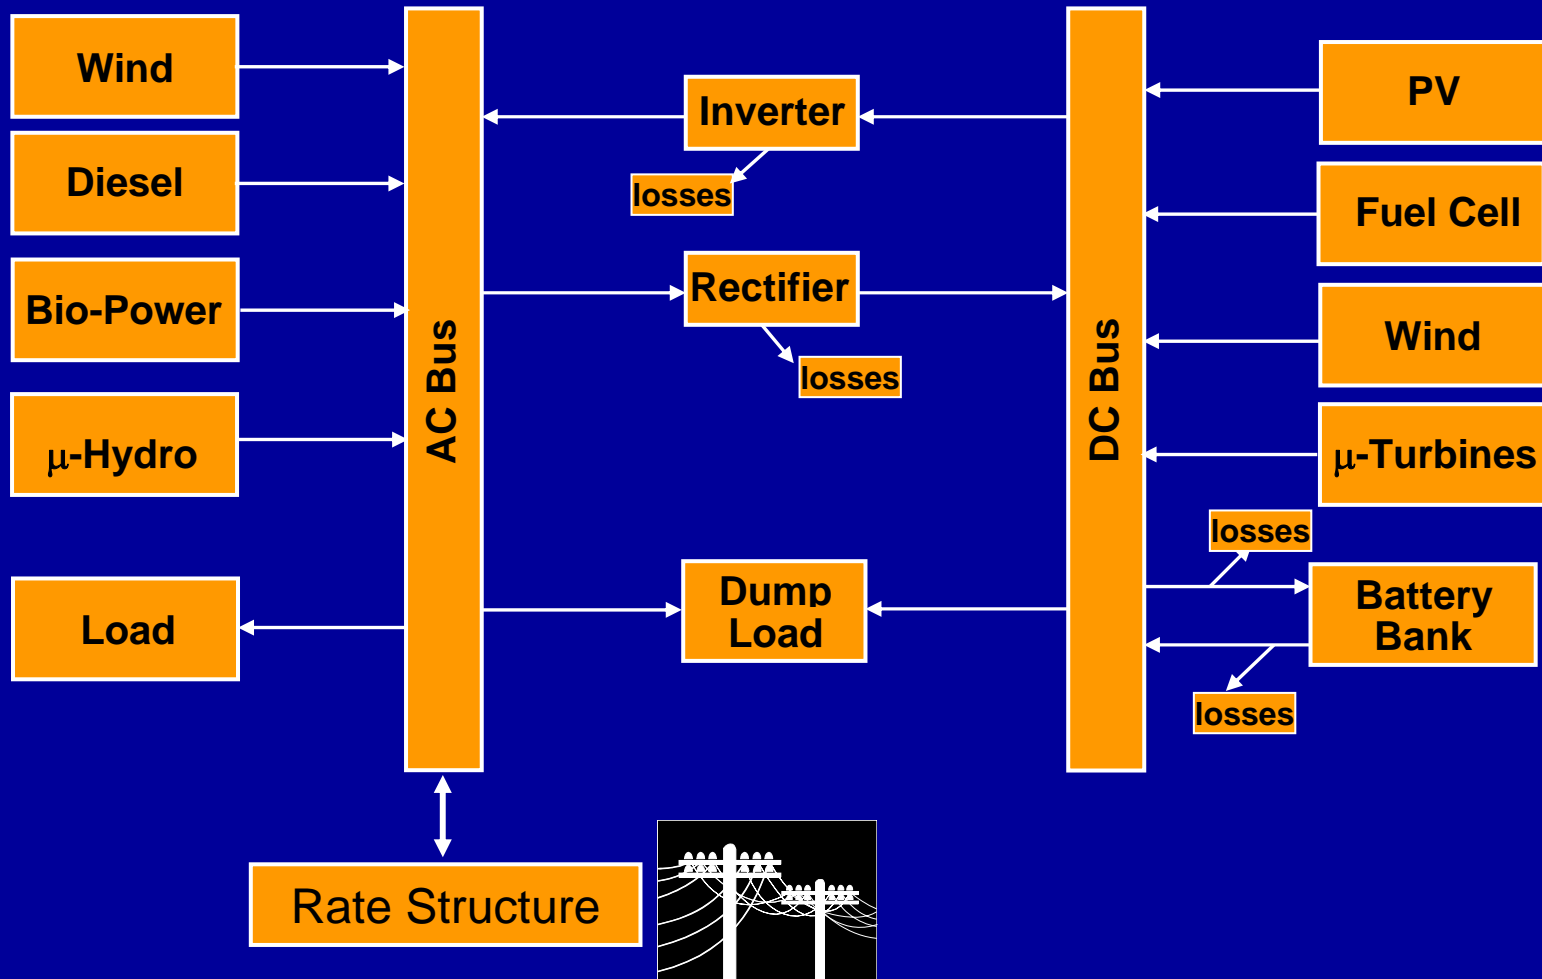 Wind
Diesel
Bio-Power
μ-Hydro
Load
AC Bus
Inverter
losses
Rectifier
losses
Dump
Load
DC Bus
PV
Fuel Cell
Wind
μ-Turbines
losses
Battery
Bank
losses
Rate Structure